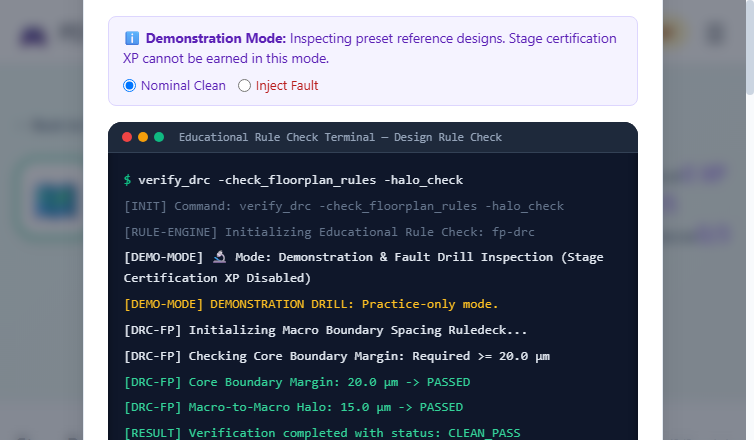 ℹ️ Demonstration Mode: Inspecting preset reference designs. Stage certification
XP cannot be earned in this mode.
Nominal Clean Inject Fault
Educational Rule Check Terminal — Design Rule Check
$ verify_drc -check_floorplan_rules -halo_check
[INIT] Command: verify_drc -check_floorplan_rules -halo_check
[RULE-ENGINE] Initializing Educational Rule Check: fp-drc
[DEMO-MODE] 🔬 Mode: Demonstration & Fault Drill Inspection (Stage
Certification XP Disabled)
[DEMO-MODE] DEMONSTRATION DRILL: Practice-only mode.
[DRC-FP] Initializing Macro Boundary Spacing Ruledeck...
[DRC-FP] Checking Core Boundary Margin: Required >= 20.0 μm
[DRC-FP] Core Boundary Margin: 20.0 μm -> PASSED
[DRC-FP] Macro-to-Macro Halo: 15.0 μm -> PASSED
[RESULT] Verification completed with status: CLEAN_PASS